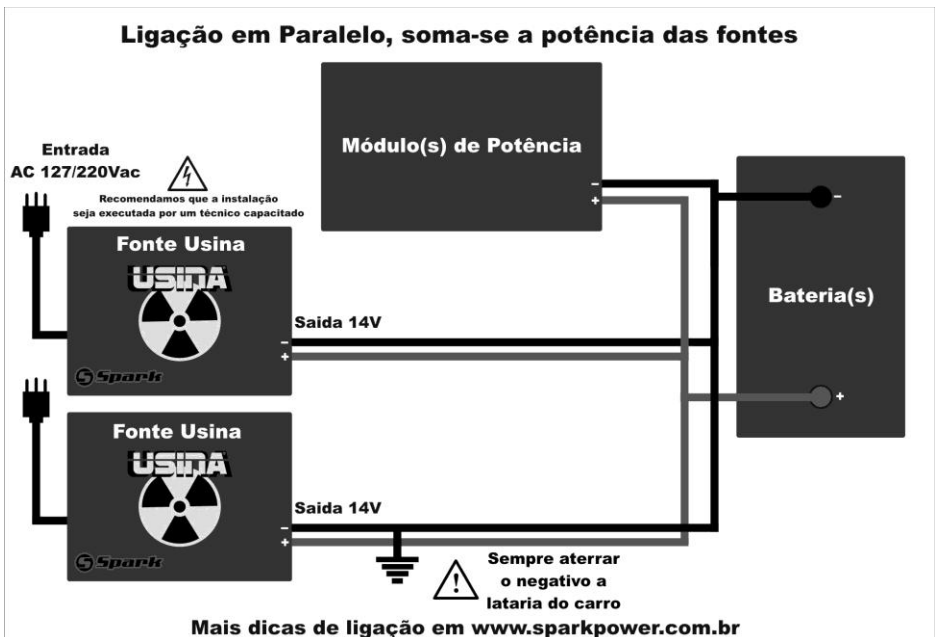 Ligação em Paralelo, soma-se a potência das fontes
Módulo(s) de Potência
-
+
Entrada
AC 127/220Vac
Recomendamos que a instalação
seja executada por um técnico capacitado
Bateria(s)
-
+
Fonte Usina
USINA
Saida 14V
-
+
Spark
Fonte Usina
USINA
Saida 14V
-
+
Spark
Sempre aterrar
o negativo a
lataria do carro
Mais dicas de ligação em www.sparkpower.com.br